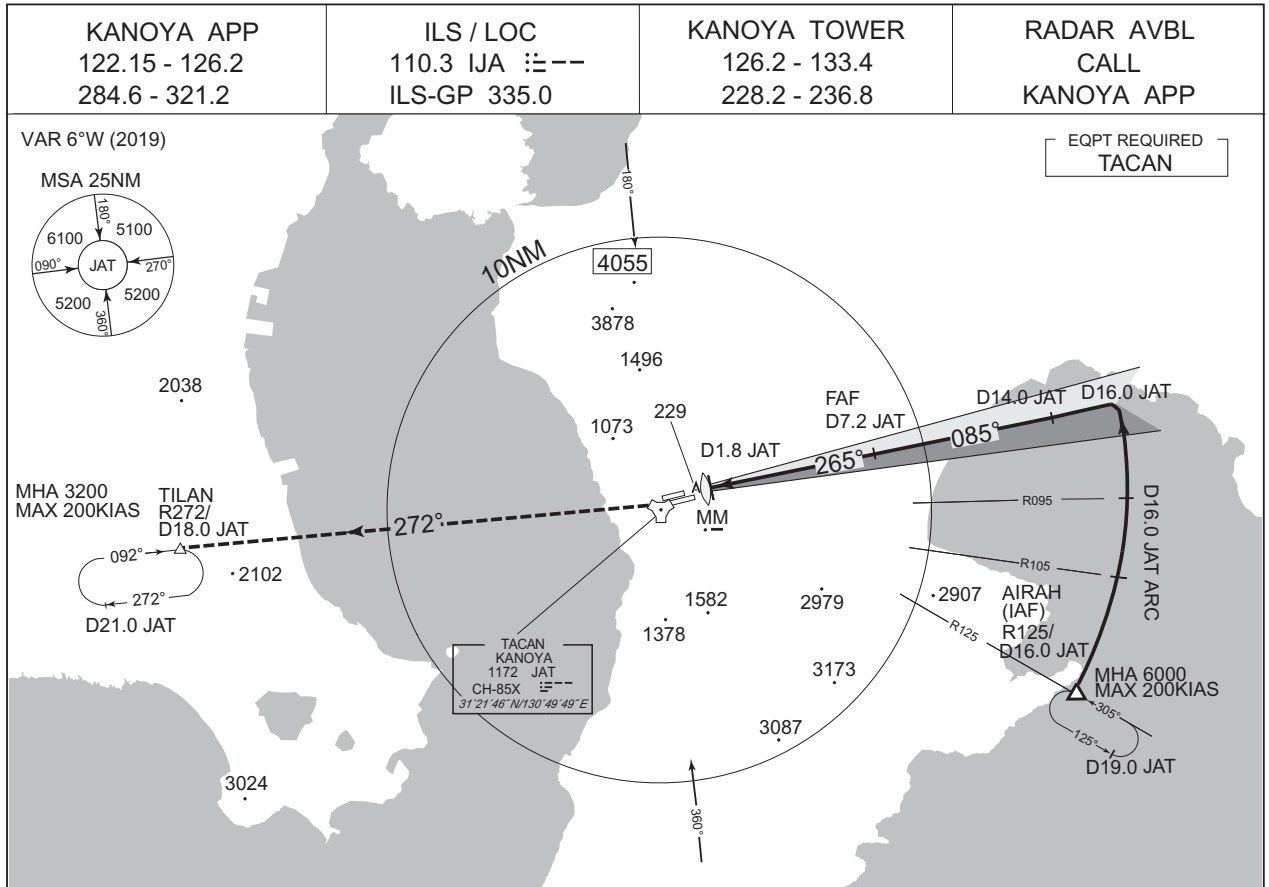 KANOYA APP
122.15 - 126.2
284.6 - 321.2
ILS / LOC
110.3 IJA
ILS-GP 335.0
KANOYA TOWER
126.2 - 133.4
228.2 - 236.8
RADAR AVBL
CALL
KANOYA APP
VAR 6°W (2019)
EQPT REQUIRED
TACAN
MSA 25NM
180°
6100
5100
090°
JAT
270°
5200
5200
360°
180°
10NM
4055
3878
1496
2038
229
1073
FAF
D7.2 JAT
D14.0 JAT
D16.0 JAT
D1.8 JAT
265°
085°
A
MM
MHA 3200
MAX 200KIAS
TILAN
R272/
D18.0 JAT
272°
092°
272°
D21.0 JAT
2102
R095
R105
D16.0 JAT ARC
1582
2979
2907
1378
AIRAH
(IAF)
R125/
D16.0 JAT
R125
TACAN
KANOYA
1172 JAT
CH-85X
31°21′46″N/130°49′49″E
3173
MHA 6000
MAX 200KIAS
305°
125°
D19.0 JAT
3087
3024
360°